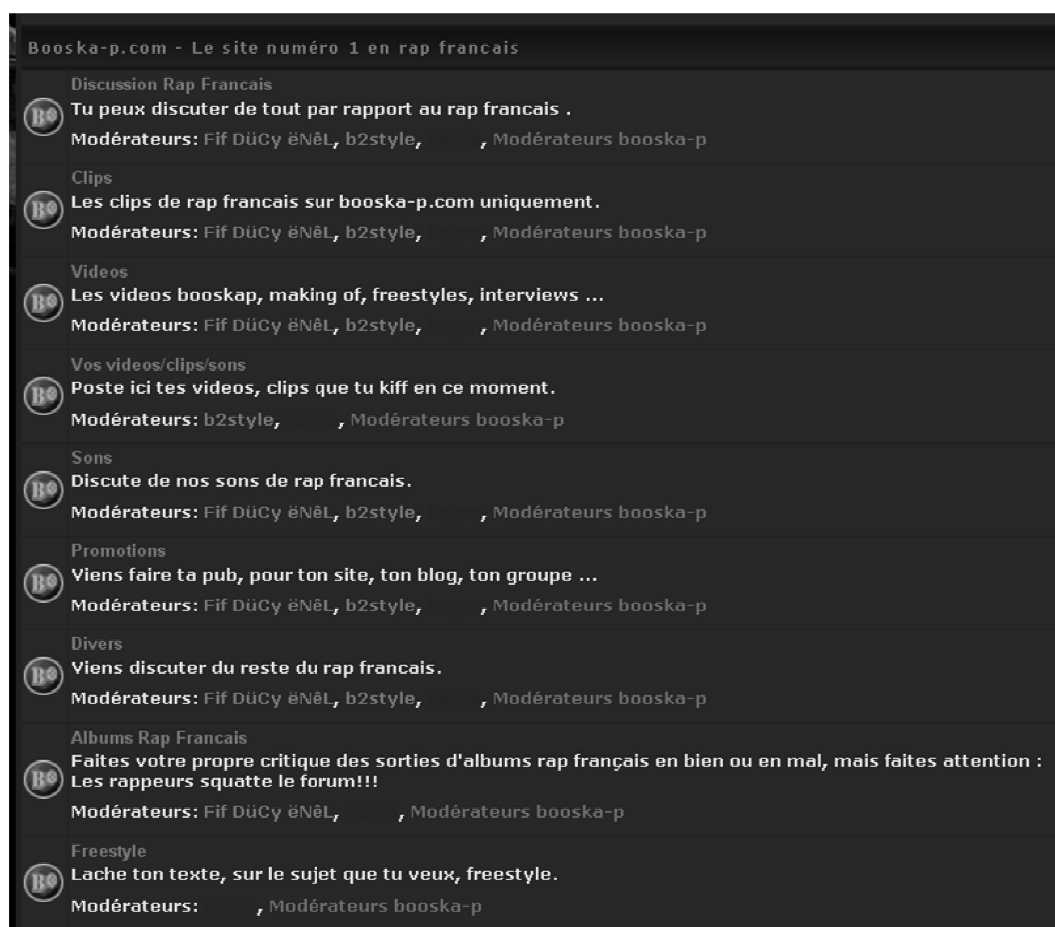 Booska-p.com - Le site numéro 1 en rap francais
Discussion Rap Francais
Tu peux discuter de tout par rapport au rap francais .
Modérateurs: Fif DüCy ëNêL, b2style, , Modérateurs booska-p
Clips
Les clips de rap francais sur booska-p.com uniquement.
Modérateurs: Fif DüCy ëNêL, b2style, , Modérateurs booska-p
Videos
Les videos booskap, making of, freestyles, interviews ...
Modérateurs: Fif DüCy ëNêL, b2style, , Modérateurs booska-p
Vos videos/clips/sons
Poste ici tes videos, clips que tu kiff en ce moment.
Modérateurs: b2style, , Modérateurs booska-p
Sons
Discute de nos sons de rap francais.
Modérateurs: Fif DüCy ëNêL, b2style, , Modérateurs booska-p
Promotions
Viens faire ta pub, pour ton site, ton blog, ton groupe ...
Modérateurs: Fif DüCy ëNêL, b2style, , Modérateurs booska-p
Divers
Viens discuter du reste du rap francais.
Modérateurs: Fif DüCy ëNêL, b2style, , Modérateurs booska-p
Albums Rap Francais
Faites votre propre critique des sorties d'albums rap français en bien ou en mal, mais faites attention :
Les rappeurs squatte le forum!!!
Modérateurs: Fif DüCy ëNêL, , Modérateurs booska-p
Freestyle
Lache ton texte, sur le sujet que tu veux, freestyle.
Modérateurs: , Modérateurs booska-p